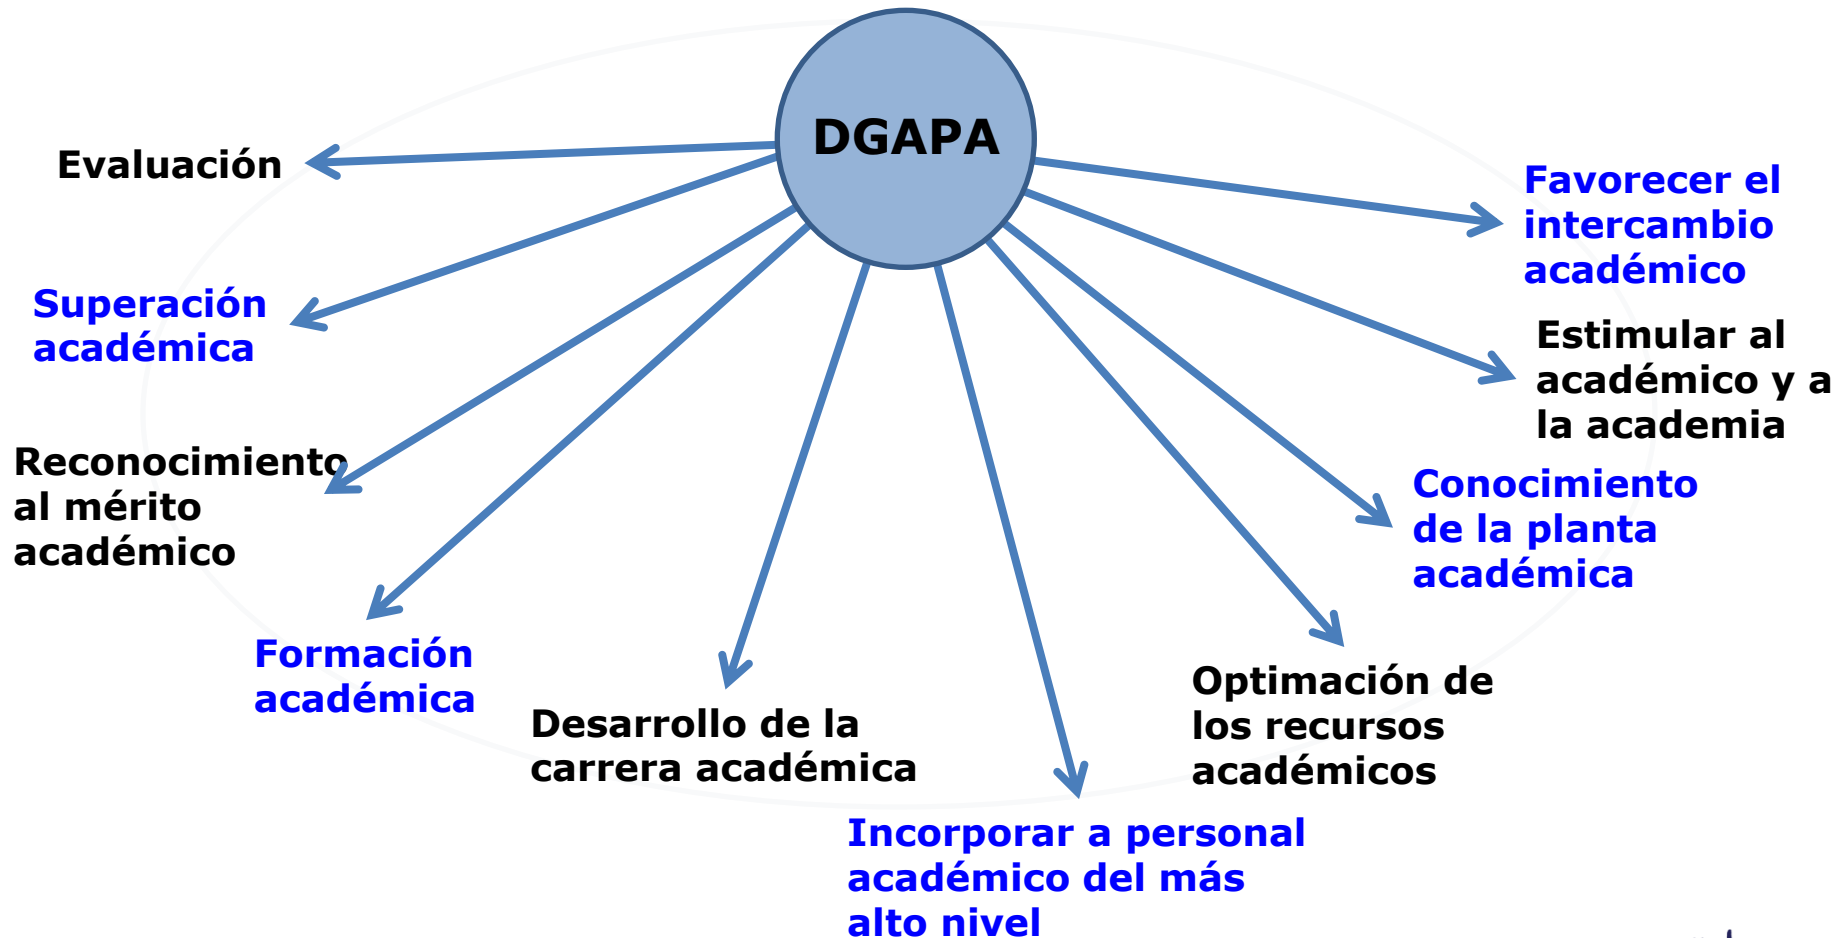 DGAPA
Evaluación
Superación
académica
Reconocimiento
al mérito
académico
Formación
académica
Desarrollo de la
carrera académica
Incorporar a personal
académico del más
alto nivel
Optimación de
los recursos
académicos
Conocimiento
de la planta
académica
Estimular al
académico y a
la academia
Favorecer el
intercambio
académico